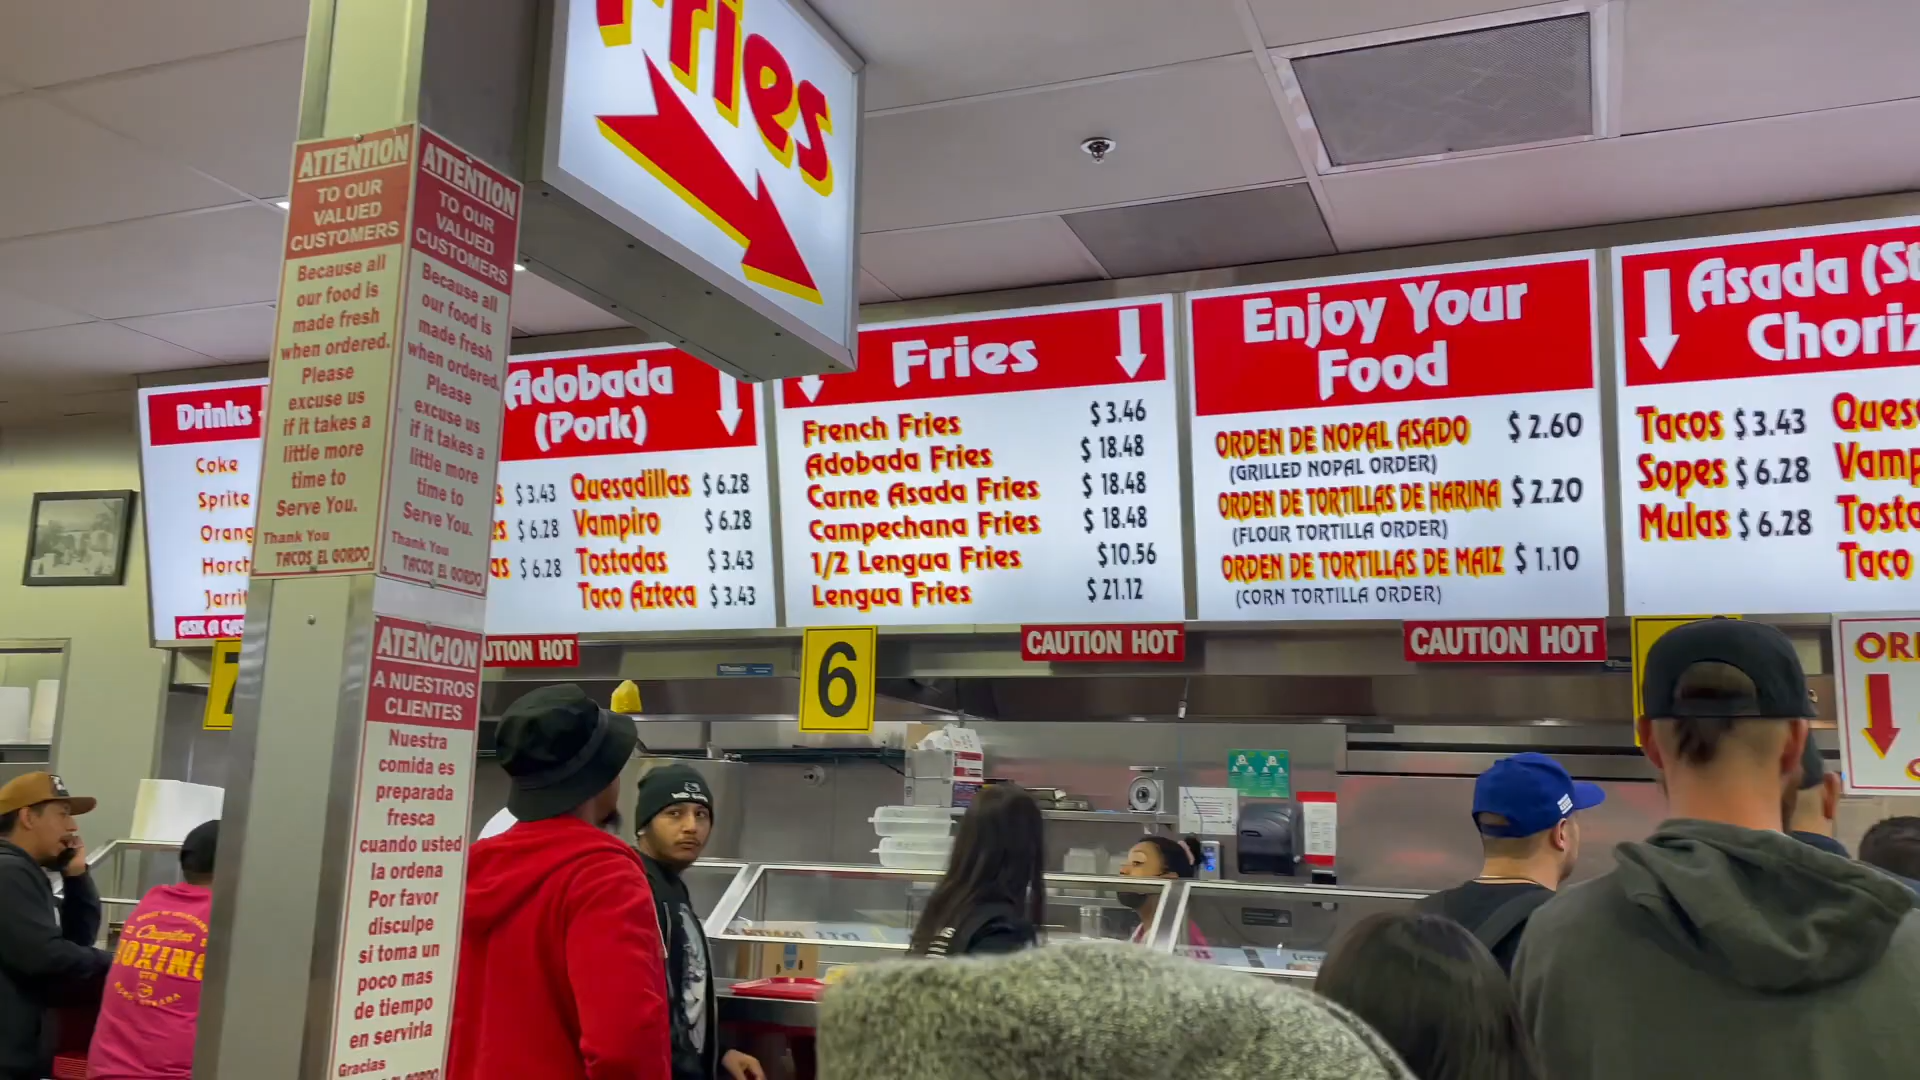 Fries
ATTENTION
TO OUR
VALUED
CUSTOMERS
Because all
our food is
made fresh
when ordered.
Please
excuse us
if it takes a
little more
time to
Serve You.
Thank You
TACOS EL GORDO
ATTENTION
TO OUR
VALUED
CUSTOMERS
Because all
our food is
made fresh
when ordered.
Please
excuse us
if it takes a
little more
time to
Serve You.
Thank You
TACOS EL GORDO
ATENCION
A NUESTROS
CLIENTES
Nuestra
comida es
preparada
fresca
cuando usted
la ordena
Por favor
disculpe
si toma un
poco mas
de tiempo
en servirla
Gracias
Drinks
Coke
Sprite
Adobada
(Pork)
$3.43 Quesadillas $6.28
$6.28 Vampiro $6.28
$6.28 Tostadas $3.43
Taco Azteca $3.43
Fries
French Fries $3.46
Adobada Fries $18.48
Carne Asada Fries $18.48
Campechana Fries $18.48
1/2 Lengua Fries $10.56
Lengua Fries $21.12
Enjoy Your
Food
ORDEN DE NOPAL ASADO $2.60
(GRILLED NOPAL ORDER)
ORDEN DE TORTILLAS DE HARINA $2.20
(FLOUR TORTILLA ORDER)
ORDEN DE TORTILLAS DE MAIZ $1.10
(CORN TORTILLA ORDER)
Asada
Tacos $3.43
Sopes $6.28
Mulas $6.28
Taco
HOT
6
CAUTION HOT
CAUTION HOT